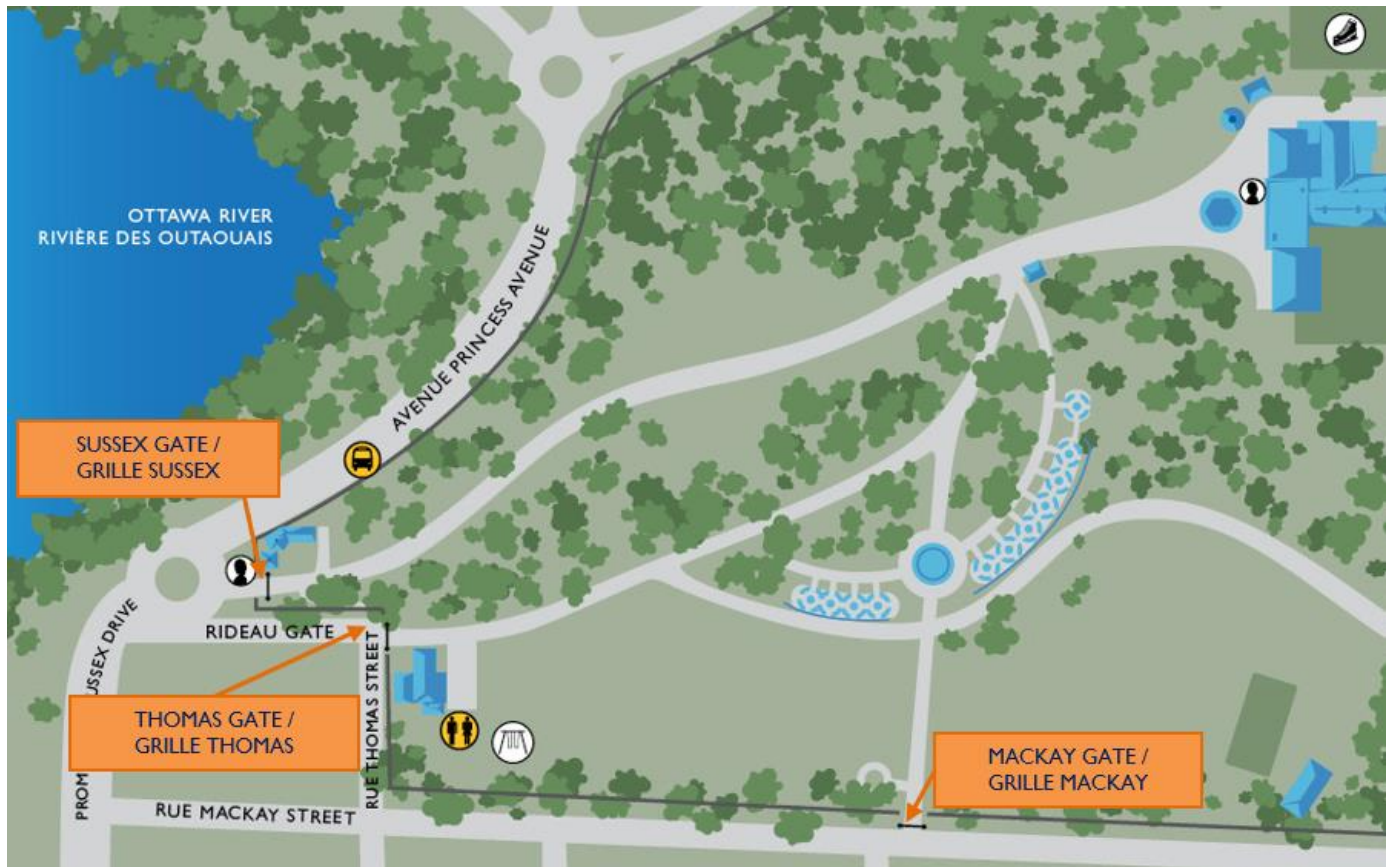 OTTAWA RIVER
RIVIÈRE DES OUTAOUAIS
AVENUE PRINCESS AVENUE
SUSSEX GATE /
GRILLE SUSSEX
RIDEAU GATE
PROM
USSEX DRIVE
THOMAS GATE /
GRILLE THOMAS
RUE THOMAS STREET
MACKAY GATE /
GRILLE MACKAY
RUE MACKAY STREET